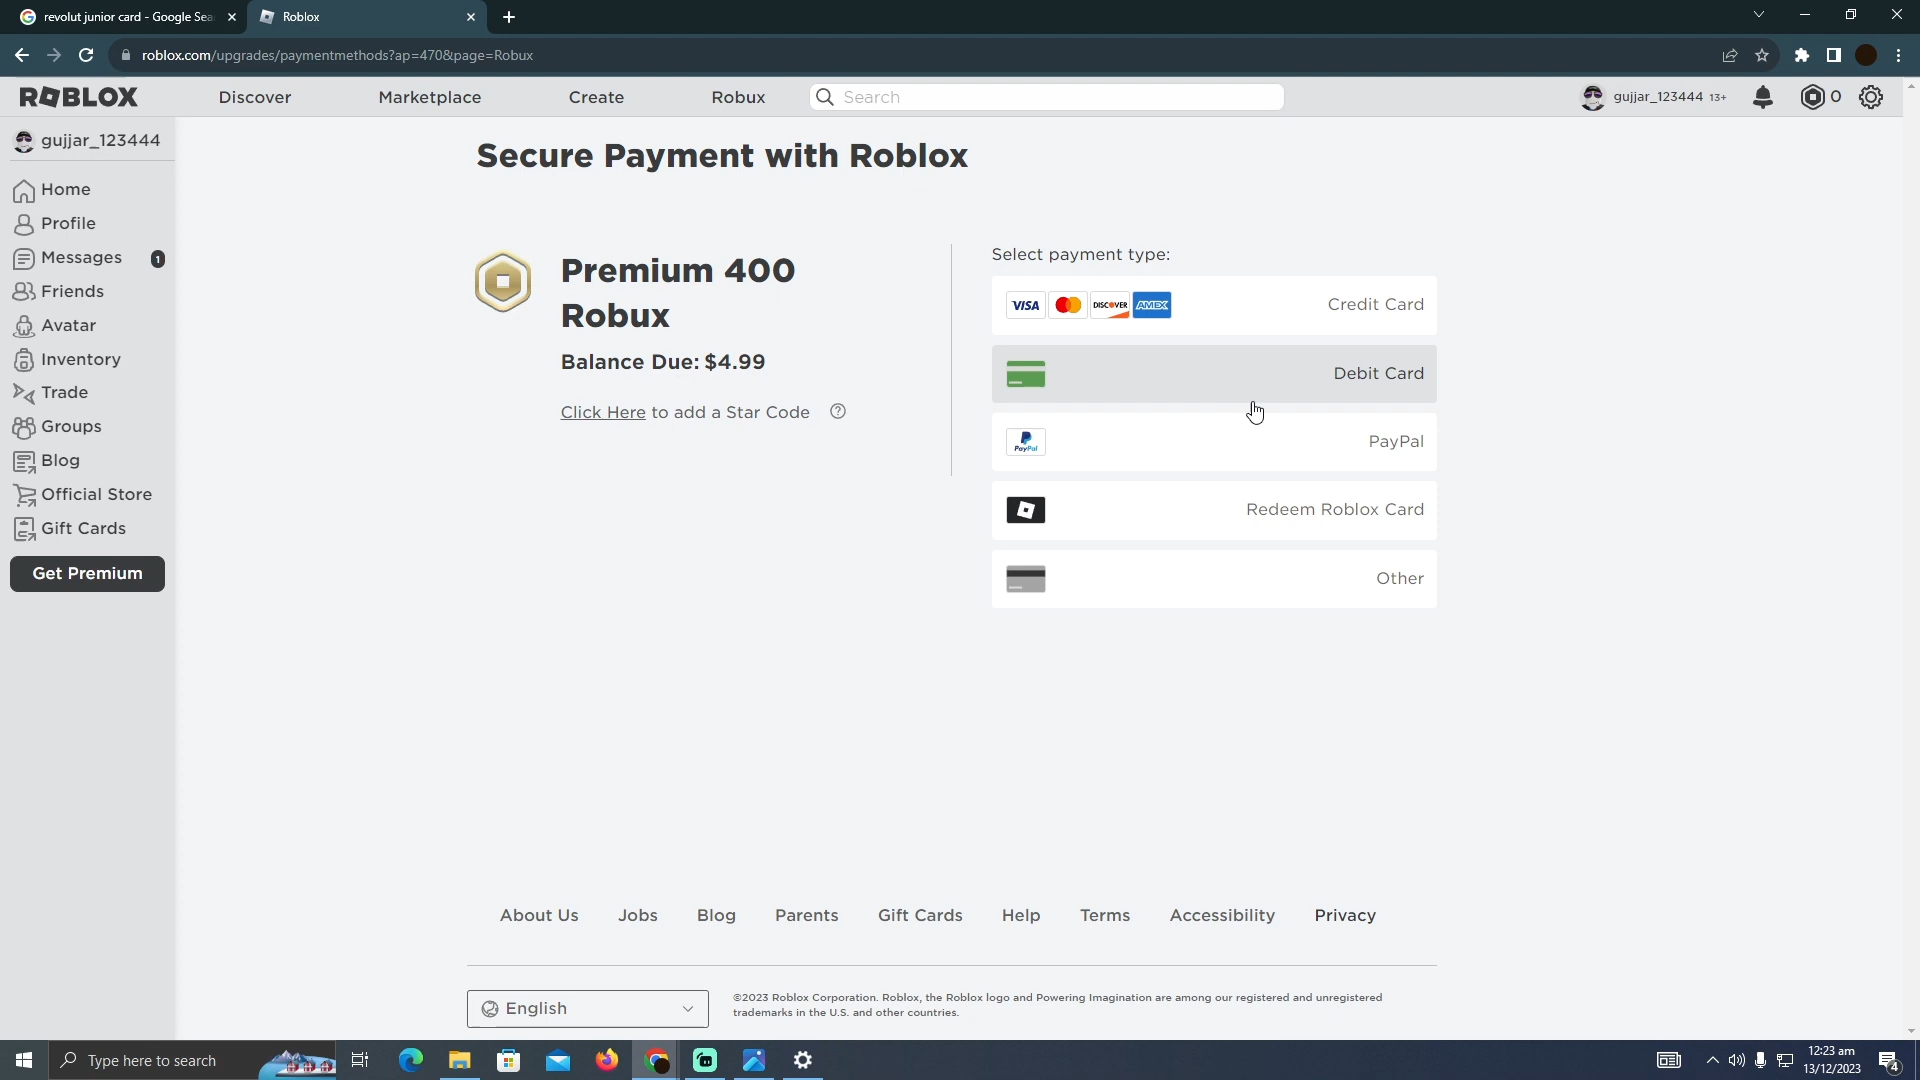 revolut junior card - Google Sea
Roblox
roblox.com/upgrades/paymentmethods?ap=470&page=Robux
ROBLOX
Discover
Marketplace
Create
Robux
Search
gujjar_123444 13+
0
gujjar_123444
Home
Profile
Messages 1
Friends
Avatar
Inventory
Trade
Groups
Blog
Official Store
Gift Cards
Get Premium
Secure Payment with Roblox
Premium 400
Robux
Balance Due: $4.99
Click Here to add a Star Code ?
Select payment type:
VISA DISCOVER AMEX Credit Card
Debit Card
PayPal PayPal
Redeem Roblox Card
Other
About Us Jobs Blog Parents Gift Cards Help Terms Accessibility Privacy
English
©2023 Roblox Corporation. Roblox, the Roblox logo and Powering Imagination are among our registered and unregistered
trademarks in the U.S. and other countries.
Type here to search
12:23 am
13/12/2023
4